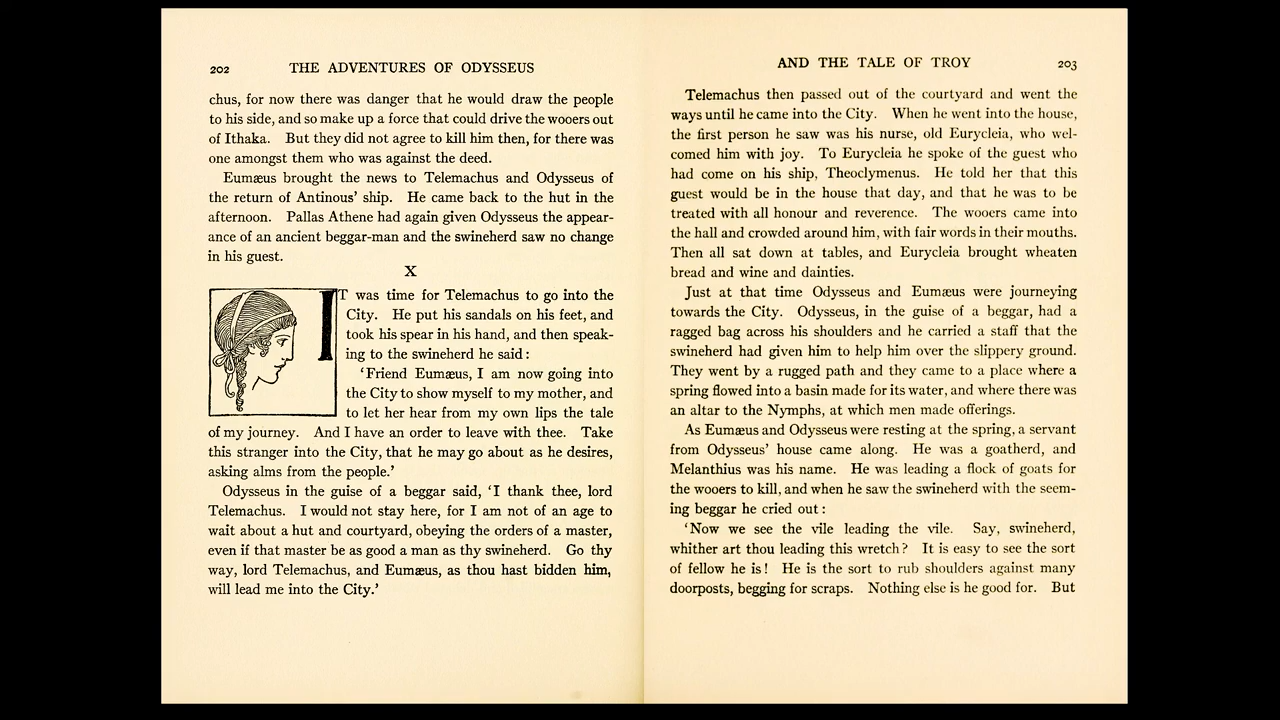 202 THE ADVENTURES OF ODYSSEUS
chus, for now there was danger that he would draw the people
to his side, and so make up a force that could drive the wooers out
of Ithaka. But they did not agree to kill him then, for there was
one amongst them who was against the deed.
Eumæus brought the news to Telemachus and Odysseus of
the return of Antinous' ship. He came back to the hut in the
afternoon. Pallas Athene had again given Odysseus the appear-
ance of an ancient beggar-man and the swineherd saw no change
in his guest.
X
IT was time for Telemachus to go into the
City. He put his sandals on his feet, and
took his spear in his hand, and then speak-
ing to the swineherd he said:
'Friend Eumæus, I am now going into
the City to show myself to my mother, and
to let her hear from my own lips the tale
of my journey. And I have an order to leave with thee. Take
this stranger into the City, that he may go about as he desires,
asking alms from the people.'
Odysseus in the guise of a beggar said, 'I thank thee, lord
Telemachus. I would not stay here, for I am not of an age to
wait about a hut and courtyard, obeying the orders of a master,
even if that master be as good a man as thy swineherd. Go thy
way, lord Telemachus, and Eumæus, as thou hast bidden him,
will lead me into the City.'
AND THE TALE OF TROY 203
Telemachus then passed out of the courtyard and went the
ways until he came into the City. When he went into the house,
the first person he saw was his nurse, old Eurycleia, who wel-
comed him with joy. To Eurycleia he spoke of the guest who
had come on his ship, Theoclymenus. He told her that this
guest would be in the house that day, and that he was to be
treated with all honour and reverence. The wooers came into
the hall and crowded around him, with fair words in their mouths.
Then all sat down at tables, and Eurycleia brought wheaten
bread and wine and dainties.
Just at that time Odysseus and Eumæus were journeying
towards the City. Odysseus, in the guise of a beggar, had a
ragged bag across his shoulders and he carried a staff that the
swineherd had given him to help him over the slippery ground.
They went by a rugged path and they came to a place where a
spring flowed into a basin made for its water, and where there was
an altar to the Nymphs, at which men made offerings.
As Eumæus and Odysseus were resting at the spring, a servant
from Odysseus' house came along. He was a goatherd, and
Melanthius was his name. He was leading a flock of goats for
the wooers to kill, and when he saw the swineherd with the seem-
ing beggar he cried out:
'Now we see the vile leading the vile. Say, swineherd,
whither art thou leading this wretch? It is easy to see the sort
of fellow he is! He is the sort to rub shoulders against many
doorposts, begging for scraps. Nothing else is he good for. But